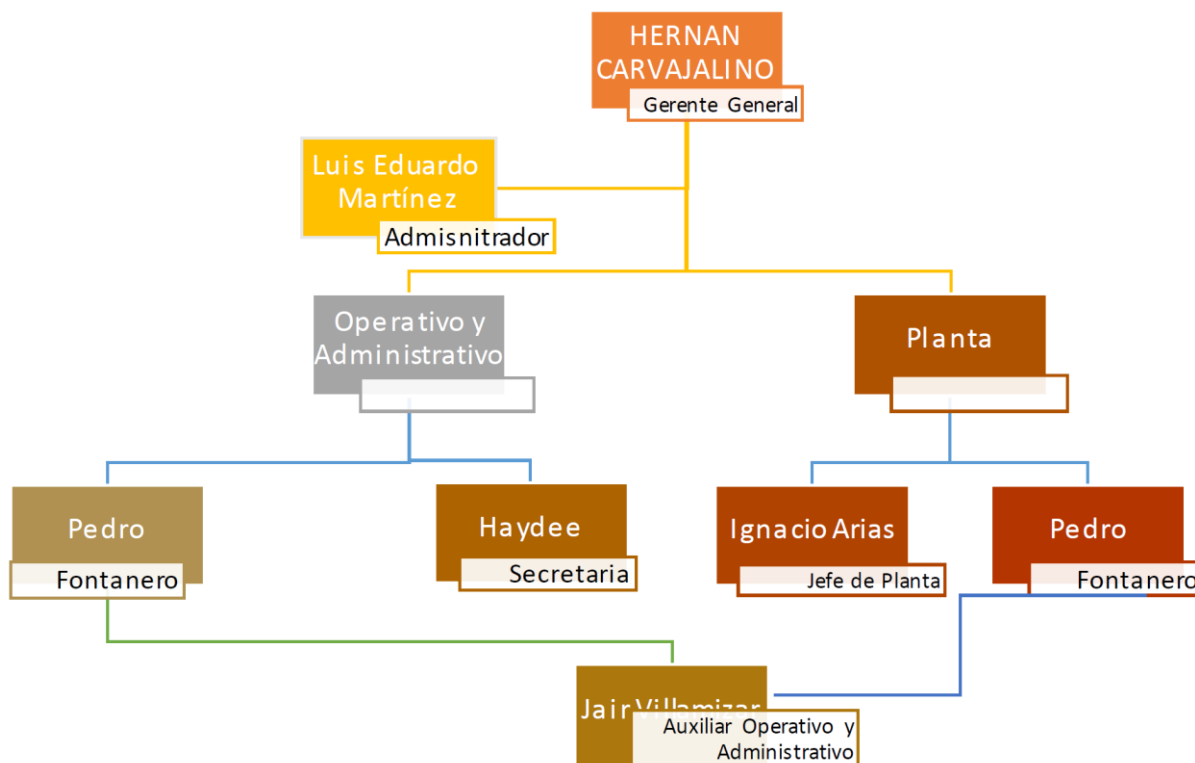 HERNAN
CARVAJALINO
Gerente General
Luis Eduardo
Martínez
Admisnitrador
Operativo y
Administrativo
Planta
Pedro
Fontanero
Haydee
Secretaria
Ignacio Arias
Jefe de Planta
Pedro
Fontanero
Jair Villamizar
Auxiliar Operativo y
Administrativo